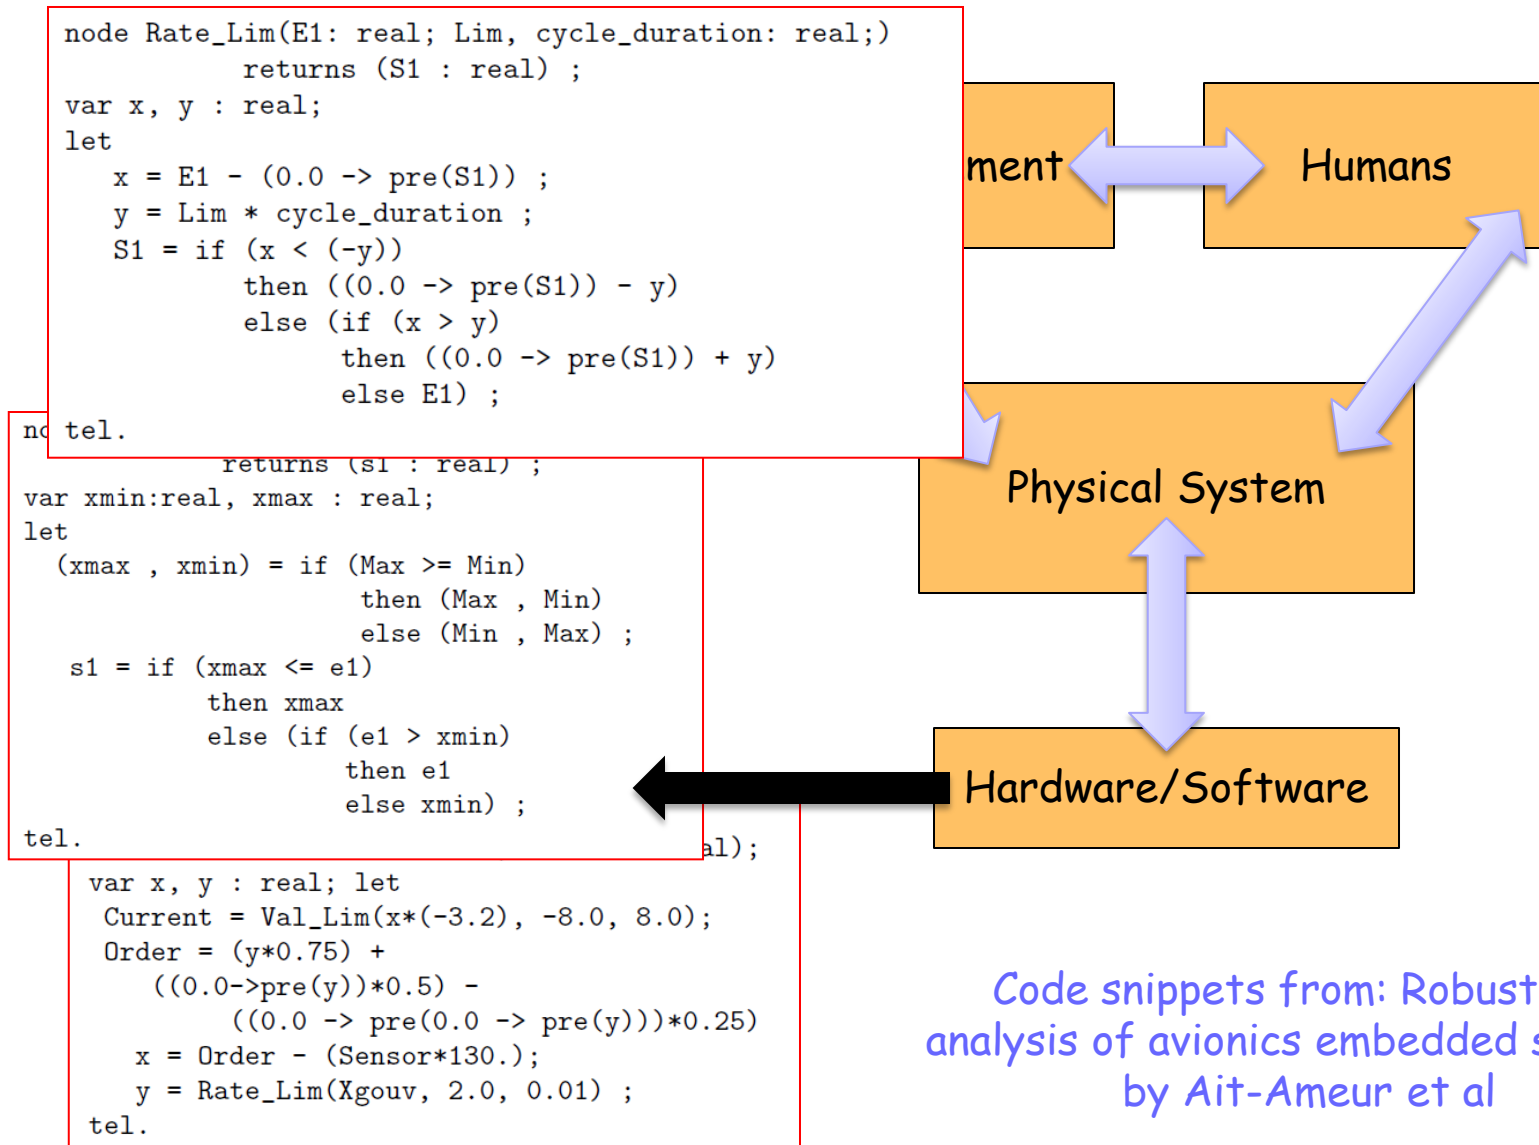 node Rate_Lim(E1: real; Lim, cycle_duration: real;)
returns (S1 : real) ;
var x, y : real;
let
x = E1 - (0.0 -> pre(S1)) ;
y = Lim * cycle_duration ;
S1 = if (x < (-y))
then ((0.0 -> pre(S1)) - y)
else (if (x > y)
then ((0.0 -> pre(S1)) + y)
else E1) ;
tel.
returns (s1 : real) ;
var xmin:real, xmax : real;
let
(xmax , xmin) = if (Max >= Min)
then (Max , Min)
else (Min , Max) ;
s1 = if (xmax <= e1)
then xmax
else (if (e1 > xmin)
then e1
else xmin) ;
tel.
al);
var x, y : real; let
Current = Val_Lim(x*(-3.2), -8.0, 8.0);
Order = (y*0.75) +
((0.0->pre(y))*0.5) -
((0.0 -> pre(0.0 -> pre(y)))*0.25)
x = Order - (Sensor*130.);
y = Rate_Lim(Xgouv, 2.0, 0.01) ;
tel.
ment
Humans
Physical System
Hardware/Software
Code snippets from: Robust
analysis of avionics embedded
by Ait-Ameur et al